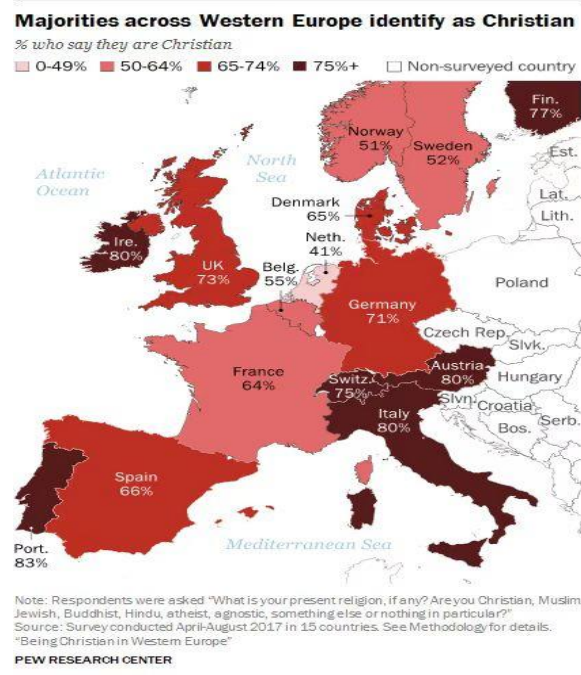 Majorities across Western Europe identify as Christian
% who say they are Christian
0-49% 50-64% 65-74% 75%+ Non-surveyed country
Fin.
77%
Norway
51%
Sweden
52%
North
Sea
Atlantic
Ocean
Est.
Lat.
Lith.
Denmark
65%
Neth.
41%
Ire.
80%
UK
73%
Belg.
55%
Poland
Germany
71%
Czech Rep.
Slvk.
France
64%
Switz.
75%
Austria
80%
Hungary
Slvn.
Croatia
Italy
80%
Bos.
Serb.
Spain
66%
Port.
83%
Mediterranean Sea
Note: Respondents were asked “What is your present religion, if any? Are you Christian, Muslim
Jewish, Buddhist, Hindu, atheist, agnostic, something else or nothing in particular?”
Source: Survey conducted April-August 2017 in 15 countries. See Methodology for details.
“Being Christian in Western Europe”
PEW RESEARCH CENTER